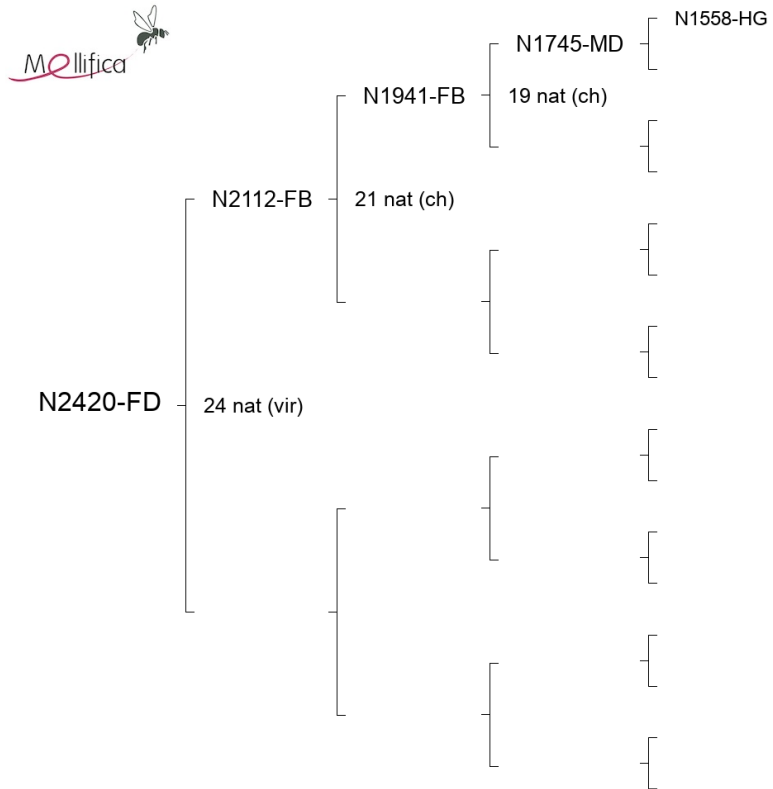 Mellifica
N1558-HG
N1745-MD
N1941-FB 19 nat (ch)
N2112-FB 21 nat (ch)
N2420-FD 24 nat (vir)